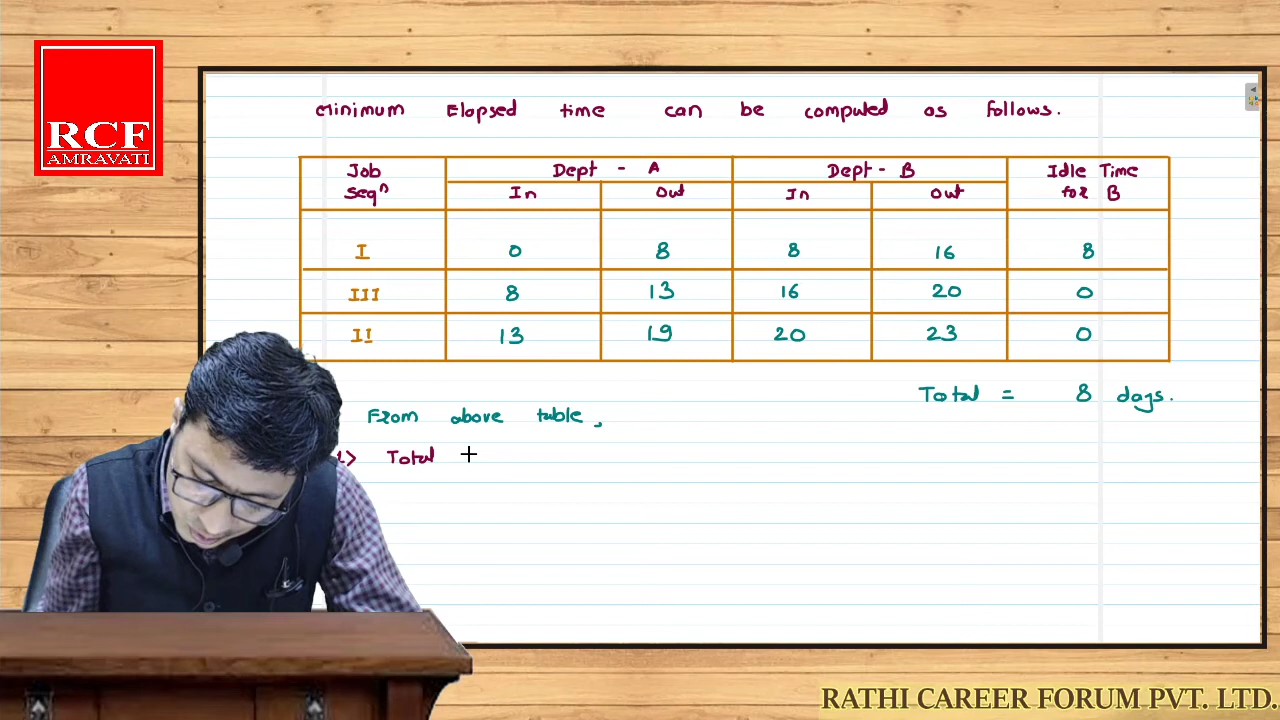 RCF
AMRAVATI
Minimum Elapsed time can be computed as follows.
Job Seqn Dept - A Dept - B Idle Time for B
In Out In Out
I 0 8 8 16 8
III 8 13 16 20 0
II 13 19 20 23 0
Total = 8 days.
From above table,
1> Total
RATHI CAREER FORUM PVT. LTD.